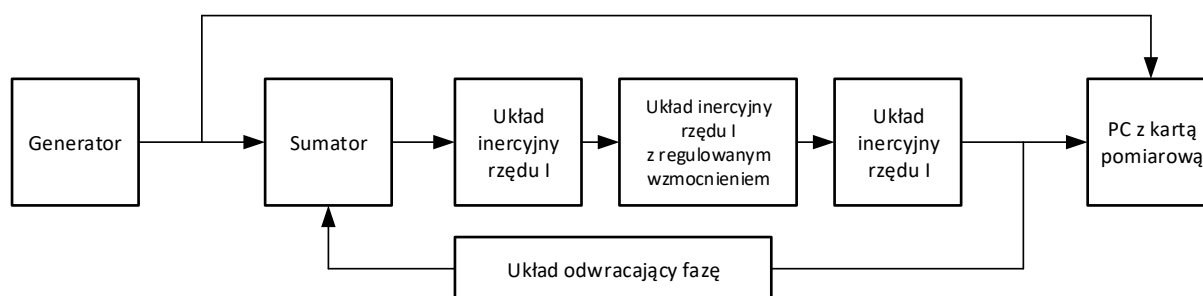 Generator
Sumator
Układ
inercyjny
rzędu I
Układ inercyjny
rzędu I
z regulowanym
wzmocnieniem
Układ
inercyjny
rzędu I
PC z kartą
pomiarową
Układ odwracający fazę